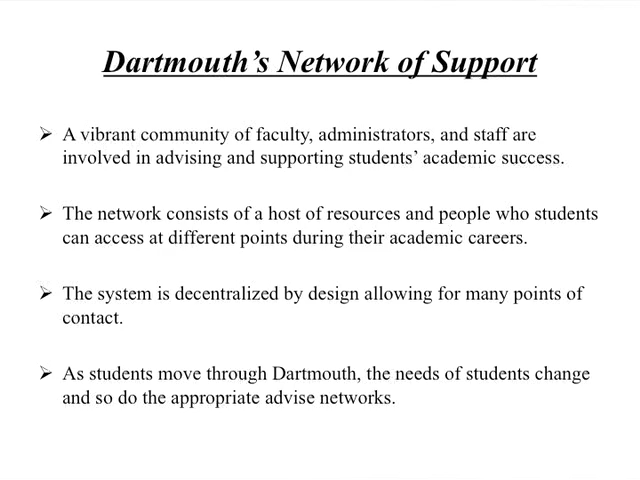 Dartmouth’s Network of Support
➢ A vibrant community of faculty, administrators, and staff are
involved in advising and supporting students’ academic success.
➢ The network consists of a host of resources and people who students
can access at different points during their academic careers.
➢ The system is decentralized by design allowing for many points of
contact.
➢ As students move through Dartmouth, the needs of students change
and so do the appropriate advise networks.